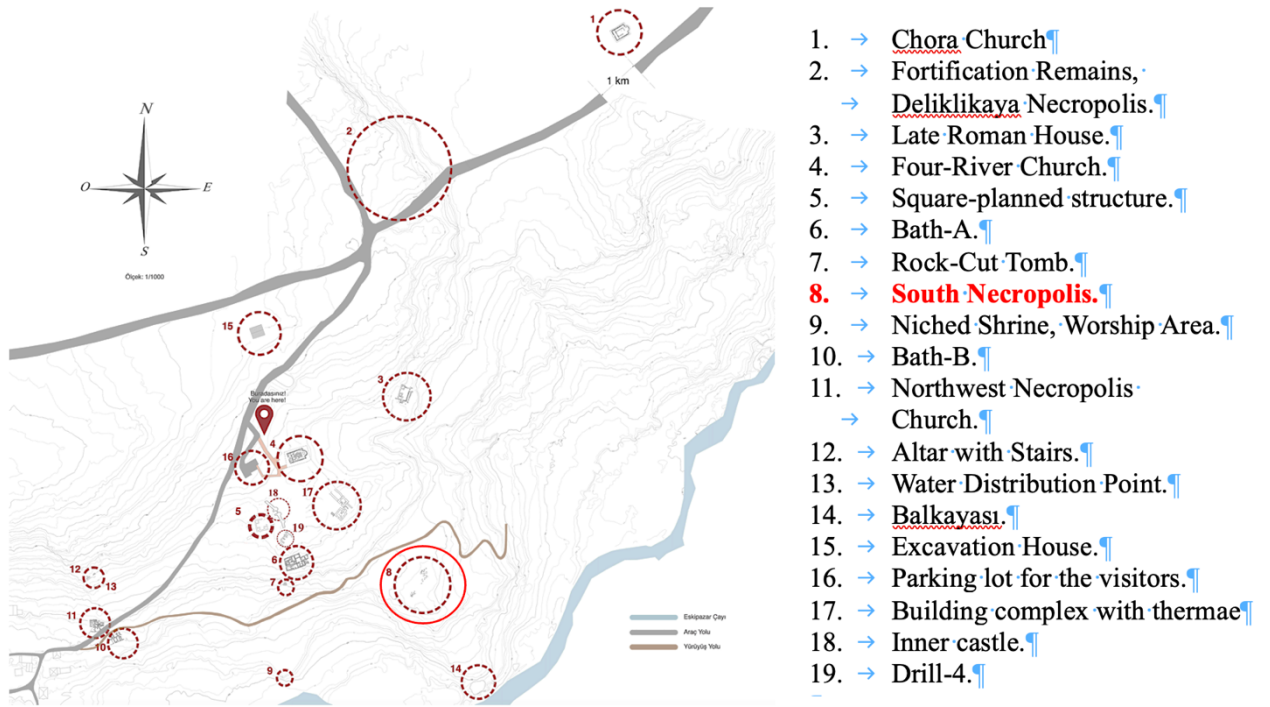 1
1 km
2
N
O
E
S
Ölçek: 1/1000
15
3
Buradasınız!
You are here!
4
16
18
17
5
19
6
8
7
12
13
11
10
9
14
Eskipazar Çayı
Araç Yolu
Yürüyüş Yolu
1. → Chora Church¶
2. → Fortification Remains,
→ Deliklikaya Necropolis.¶
3. → Late Roman House.¶
4. → Four-River Church.¶
5. → Square-planned structure.¶
6. → Bath-A.¶
7. → Rock-Cut Tomb.¶
8. → South Necropolis.¶
9. → Niched Shrine, Worship Area.¶
10. → Bath-B.¶
11. → Northwest Necropolis
→ Church.¶
12. → Altar with Stairs.¶
13. → Water Distribution Point.¶
14. → Balkayası.¶
15. → Excavation House.¶
16. → Parking lot for the visitors.¶
17. → Building complex with thermae¶
18. → Inner castle.¶
19. → Drill-4.¶